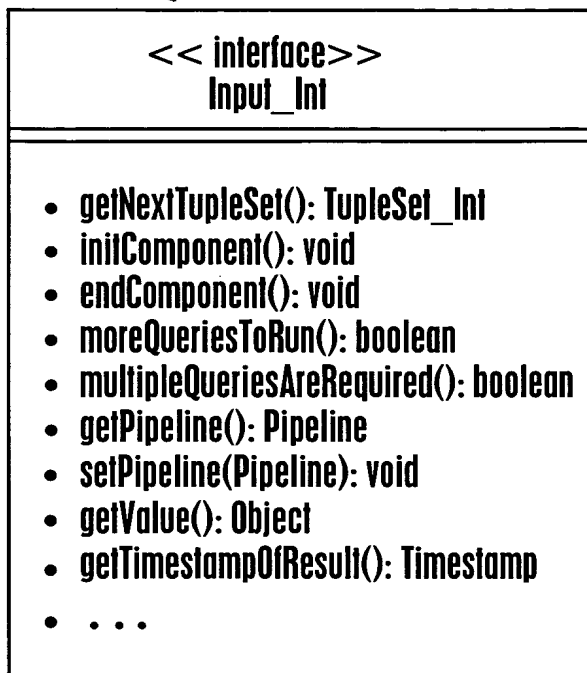 << interface>>
Input_Int
• getNextTupleSet(): TupleSet_Int
• initComponent(): void
• endComponent(): void
• moreQueriesToRun(): boolean
• multipleQueriesAreRequired(): boolean
• getPipeline(): Pipeline
• setPipeline(Pipeline): void
• getValue(): Object
• getTimestampOfResult(): Timestamp
• . . .